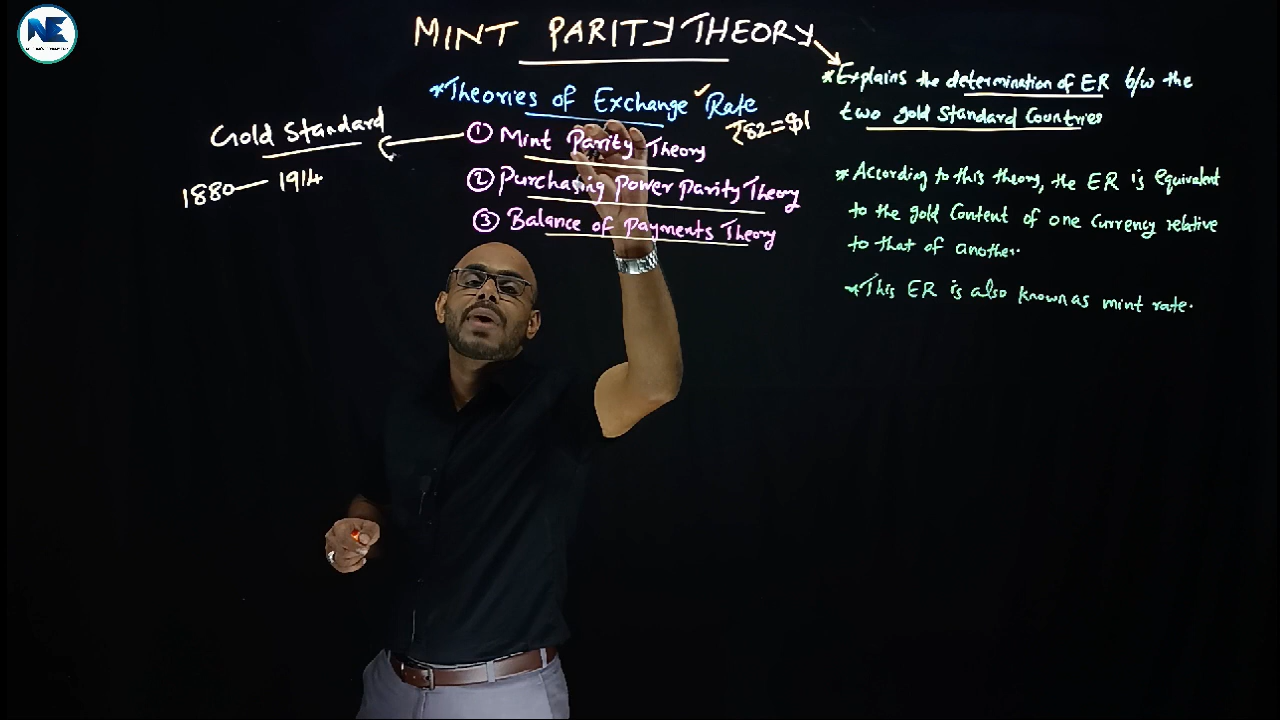 NE
MINT PARITY THEORY
*Theories of Exchange Rate
₹82=$1
① Mint Parity Theory
② Purchasing Power Parity Theory
③ Balance of Payments Theory
Gold Standard
1880 — 1914
*Explains the determination of ER b/w the
two gold Standard Countries
* According to this theory, the ER is equivalent
to the gold Content of one Currency relative
to that of another.
*This ER is also known as mint rate.